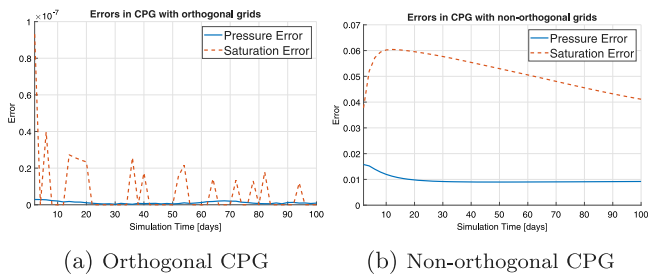 Errors in CPG with orthogonal grids
×10⁻⁷
1
0.8
0.6
0.4
0.2
0
Error
Pressure Error
Saturation Error
10 20 30 40 50 60 70 80 90 100
Simulation Time [days]
(a) Orthogonal CPG
Errors in CPG with non-orthogonal grids
0.07
0.06
0.05
0.04
0.03
0.02
0.01
0
Error
Pressure Error
Saturation Error
10 20 30 40 50 60 70 80 90 100
Simulation Time [days]
(b) Non-orthogonal CPG